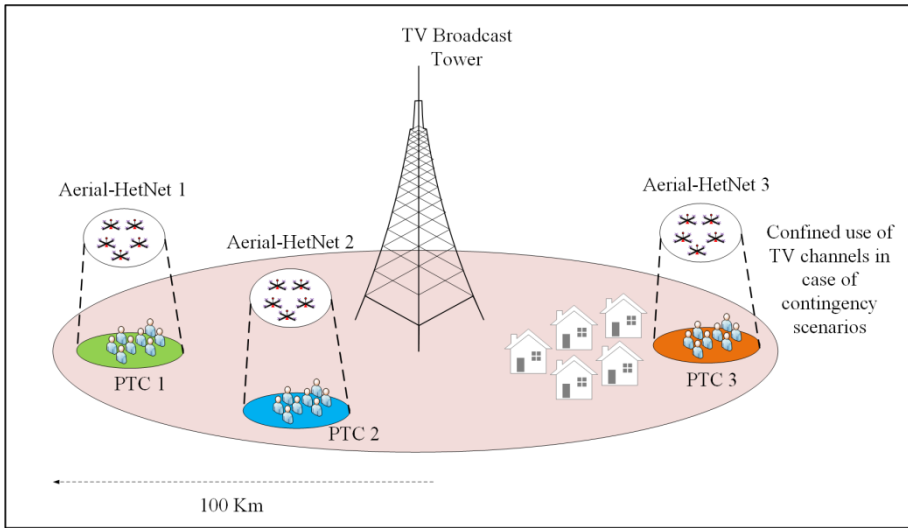 TV Broadcast
Tower
Aerial-HetNet 1
Aerial-HetNet 2
Aerial-HetNet 3
Confined use of
TV channels in
case of
contingency
scenarios
PTC 1
PTC 2
PTC 3
100 Km